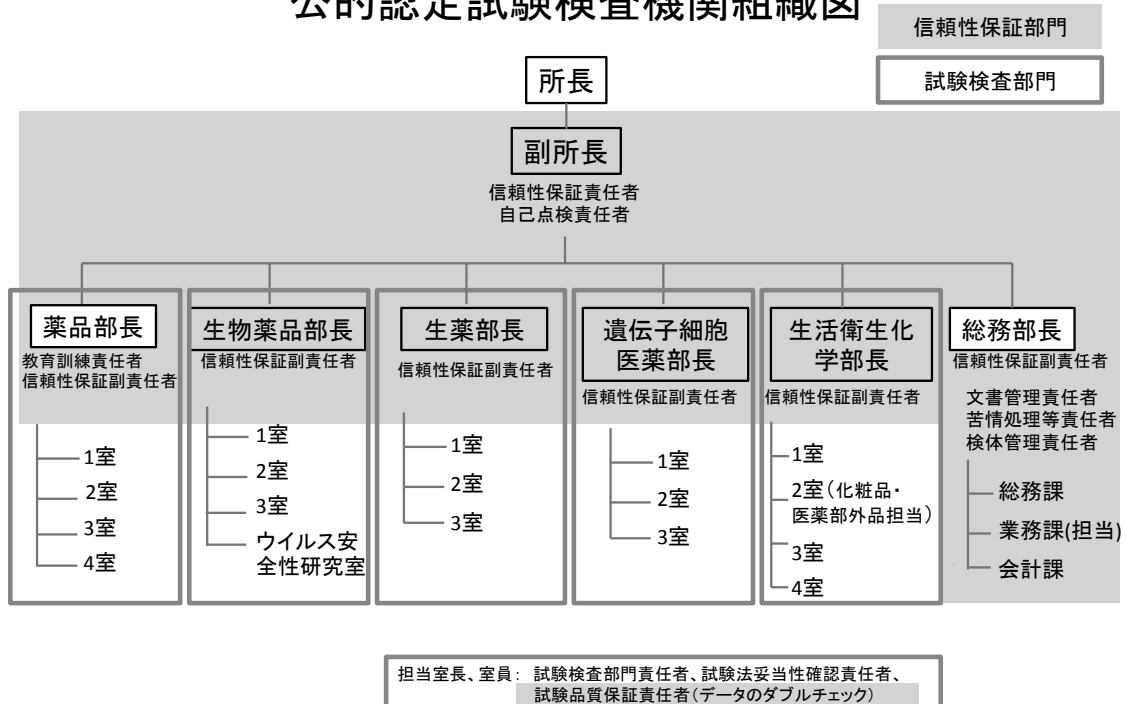 公的認定試験検査機関組織図
信頼性保証部門
試験検査部門
所長
副所長
信頼性保証責任者
自己点検責任者
薬品部長
教育訓練責任者
信頼性保証副責任者
1室
2室
3室
4室
生物薬品部長
信頼性保証副責任者
1室
2室
3室
ウイルス安
全性研究室
生薬部長
信頼性保証副責任者
1室
2室
3室
遺伝子細胞
医薬部長
信頼性保証副責任者
1室
2室
3室
生活衛生化
学部長
信頼性保証副責任者
1室
2室(化粧品・
医薬部外品担当)
3室
4室
総務部長
信頼性保証副責任者
文書管理責任者
苦情処理等責任者
検体管理責任者
総務課
業務課(担当)
会計課
担当室長、室員: 試験検査部門責任者、試験法妥当性確認責任者、
試験品質保証責任者(データのダブルチェック)